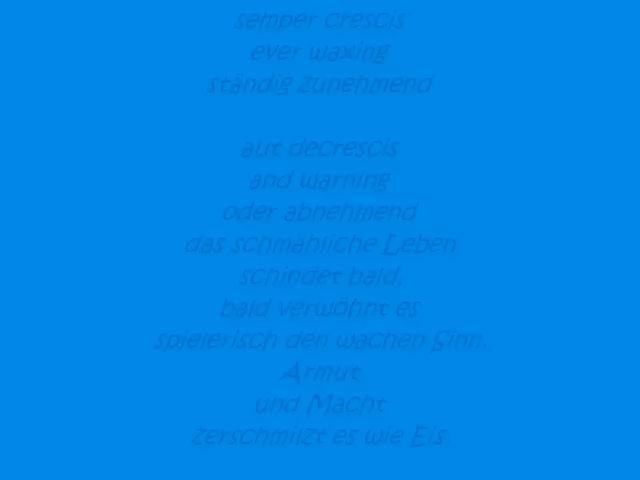 semper crescis
ever waxing
ständig zunehmend
aut decrescis
and warning
oder abnehmend
das schmähliche Leben
schindet bald,
bald verwöhnt es
spielerisch den wachen Sinn.
Armut
und Macht
zerschmilzt es wie Eis.